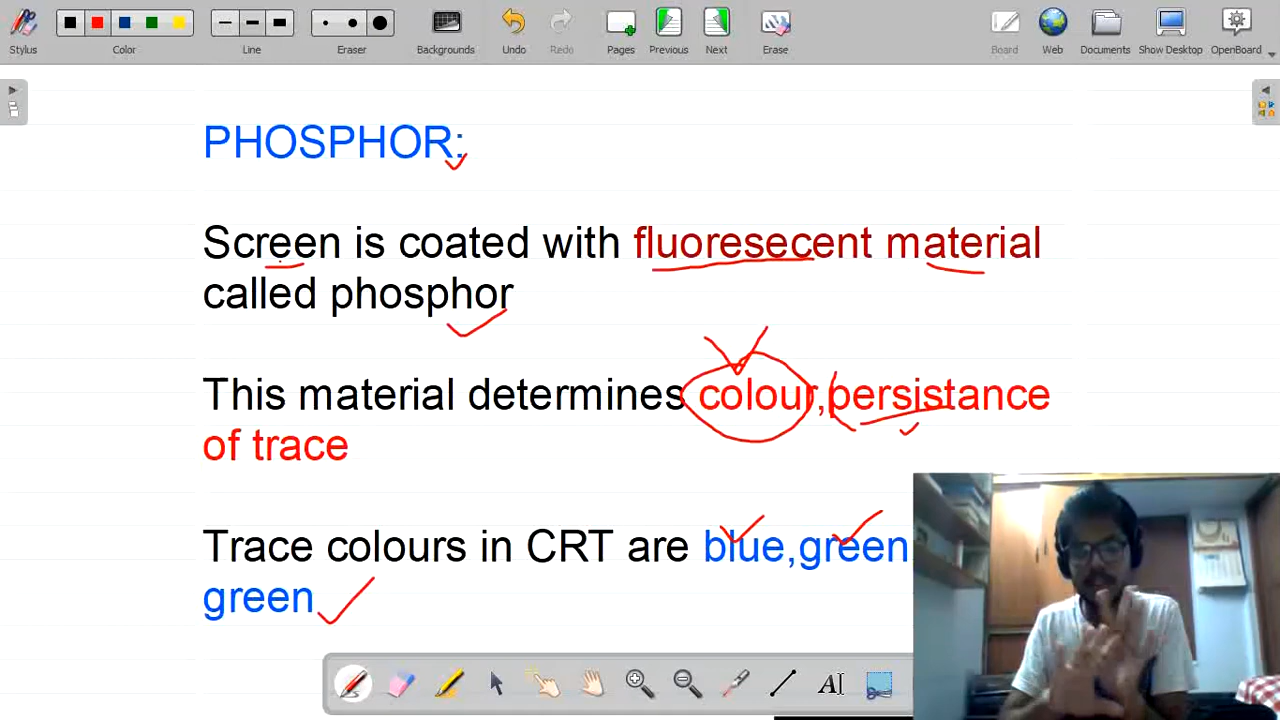 Stylus
Color
Line
Eraser
Backgrounds
Undo
Redo
Pages
Previous
Next
Erase
Board
Web
Documents
Show Desktop
OpenBoard
PHOSPHOR:
Screen is coated with fluoresecent material
called phosphor
This material determines colour,persistance
of trace
Trace colours in CRT are blue,green
green
AI